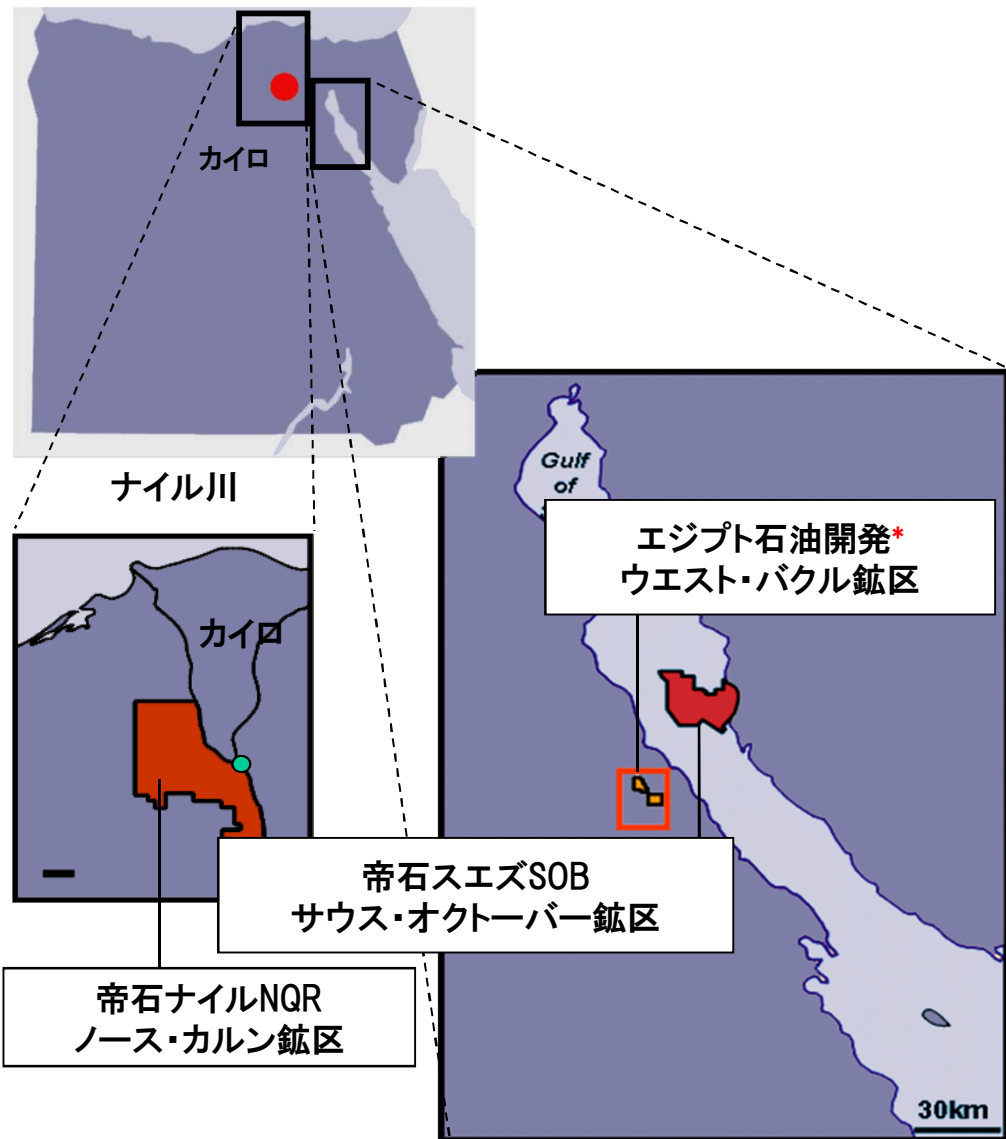 カイロ
ナイル川
Gulf
of
エジプト石油開発*
ウエスト・バクル鉱区
カイロ
帝石スエズSOB
サウス・オクトーバー鉱区
帝石ナイルNQR
ノース・カルン鉱区
30km